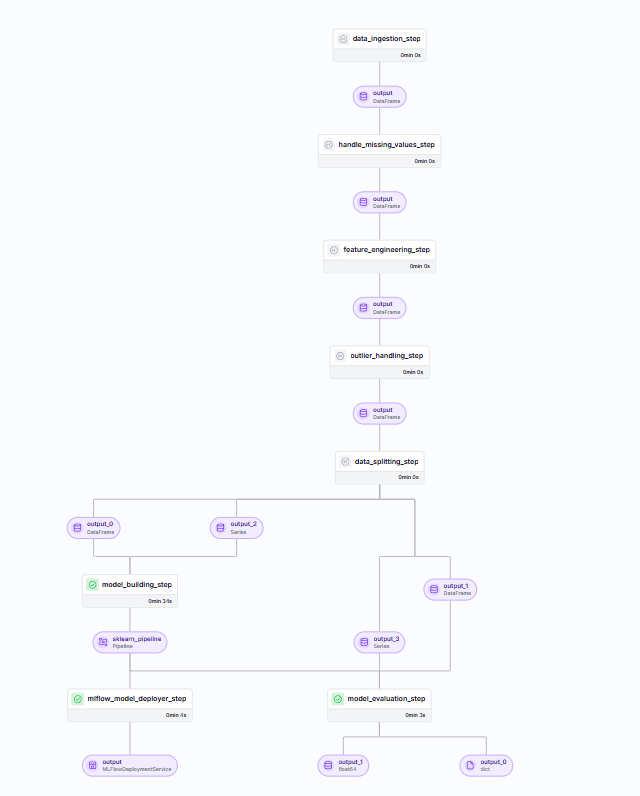 data_ingestion_step
0min 0s
output
DataFrame
handle_missing_values_step
0min 0s
output
DataFrame
feature_engineering_step
0min 0s
output
DataFrame
outlier_handling_step
0min 0s
output
DataFrame
data_splitting_step
0min 0s
output_0
DataFrame
output_2
Series
model_building_step
0min 34s
output_1
DataFrame
sklearn_pipeline
Pipeline
output_3
Series
mlflow_model_deployer_step
0min 4s
model_evaluation_step
0min 3s
output
MLFlowDeploymentService
output_1
float64
output_0
dict